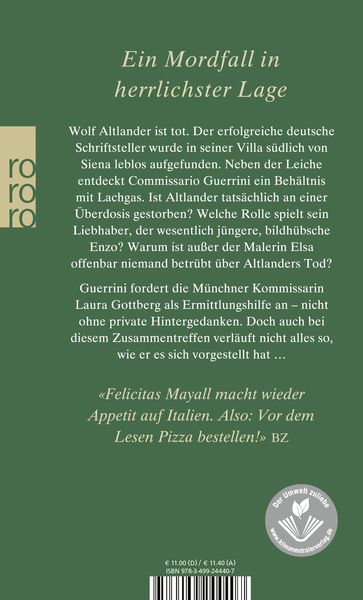 Ein Mordfall in
herrlichster Lage
Wolf Altlander ist tot. Der erfolgreiche deutsche
Schriftsteller wurde in seiner Villa südlich von
Siena leblos aufgefunden. Neben der Leiche
entdeckt Commissario Guerrini ein Behältnis
mit Lachgas. Ist Altlander tatsächlich an einer
Überdosis gestorben? Welche Rolle spielt sein
Liebhaber, der wesentlich jüngere, bildhübsche
Enzo? Warum ist außer der Malerin Elsa
offenbar niemand betrübt über Altlanders Tod?
Guerrini fordert die Münchner Kommissarin
Laura Gottberg als Ermittlungshilfe an – nicht
ohne private Hintergedanken. Doch auch bei
diesem Zusammentreffen verläuft nicht alles so,
wie er es sich vorgestellt hat …
«Felicitas Mayall macht wieder
Appetit auf Italien. Also: Vor dem
Lesen Pizza bestellen!» BZ
ro
ro
ro
Der Umwelt zuliebe
www.klimaneutralerverlag.de
€ 11.00 (D) / € 11.40 (A)
ISBN 978-3-499-24440-7